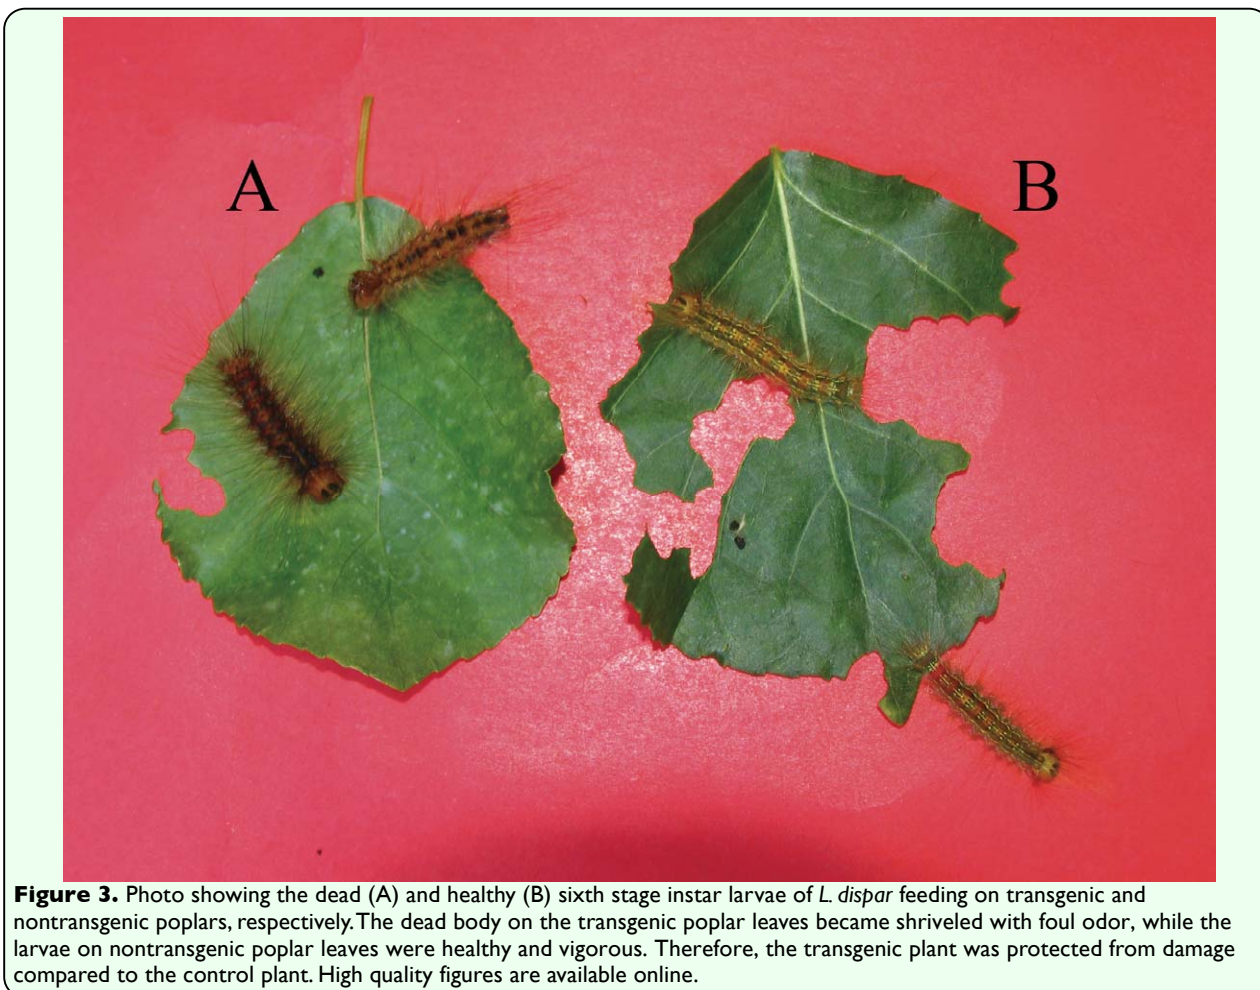 A
B
Figure 3. Photo showing the dead (A) and healthy (B) sixth stage instar larvae of L. dispar feeding on transgenic and
nontransgenic poplars, respectively. The dead body on the transgenic poplar leaves became shriveled with foul odor, while the
larvae on nontransgenic poplar leaves were healthy and vigorous. Therefore, the transgenic plant was protected from damage
compared to the control plant. High quality figures are available online.